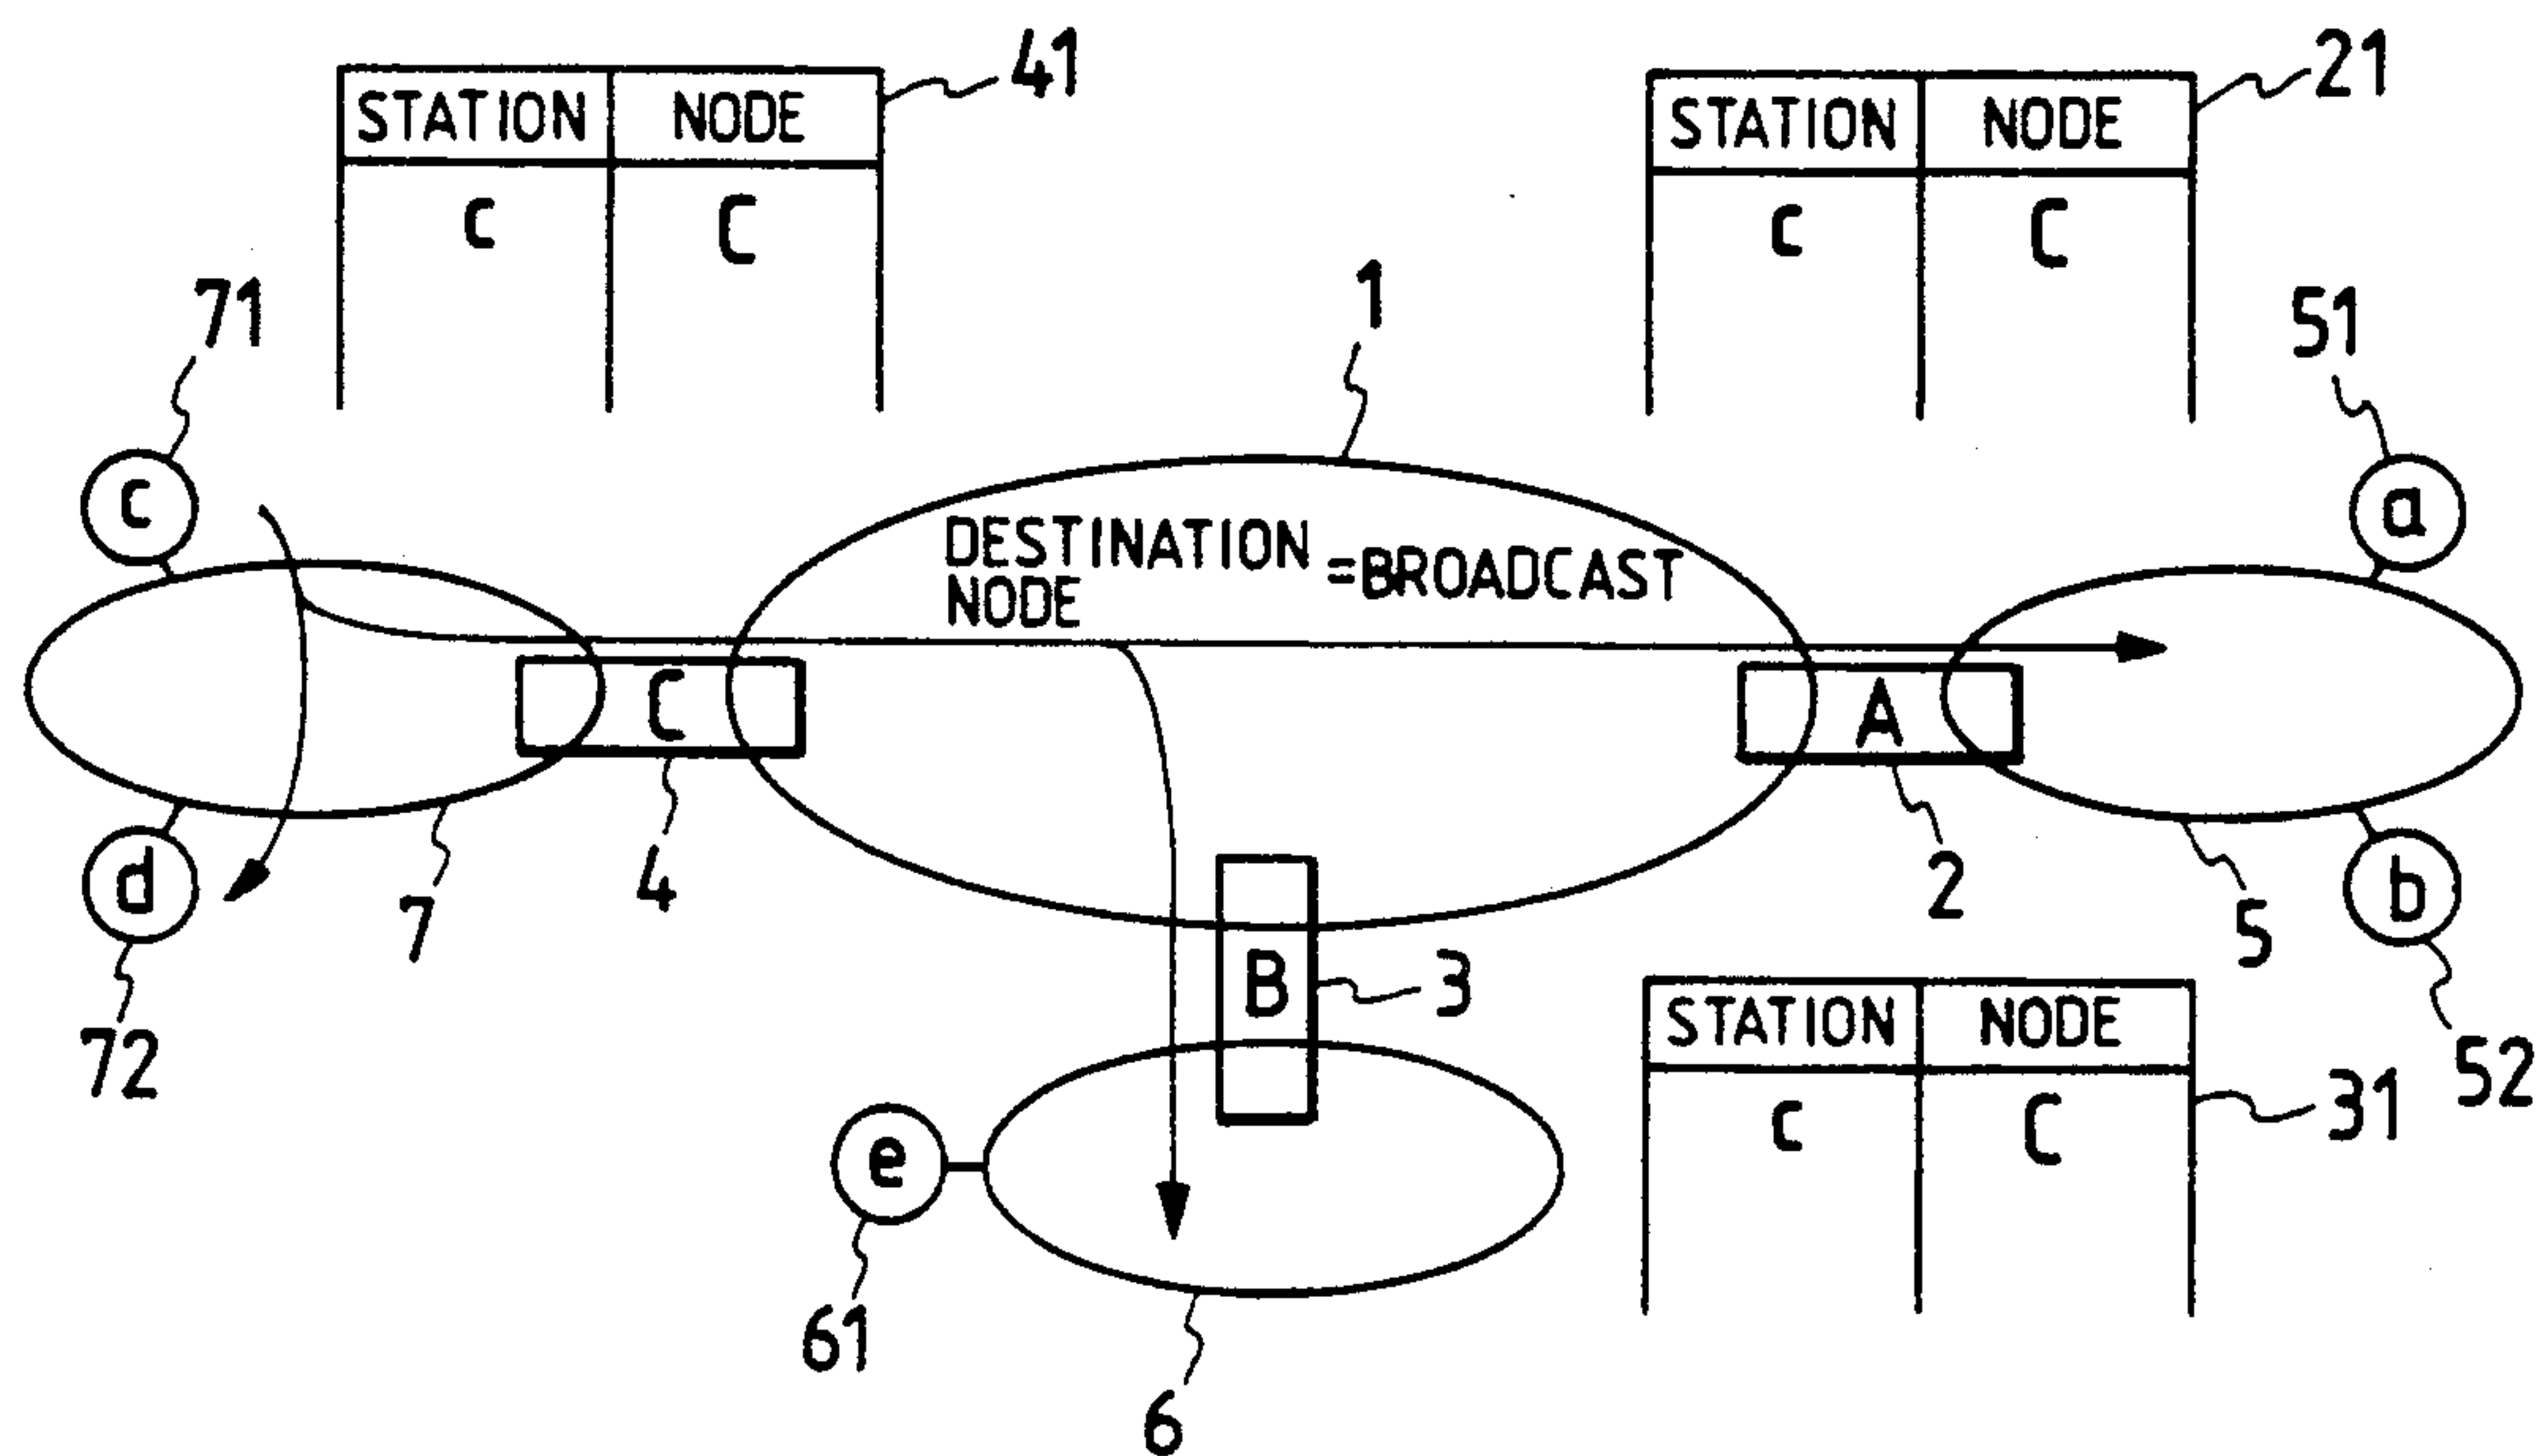 41
21
STATION NODE
c C
STATION NODE
c C
71
1
51
c
a
DESTINATION
NODE
=BROADCAST
C
A
d
7
4
2
5
b
72
B
3
STATION NODE
c C
52
31
e
61
6